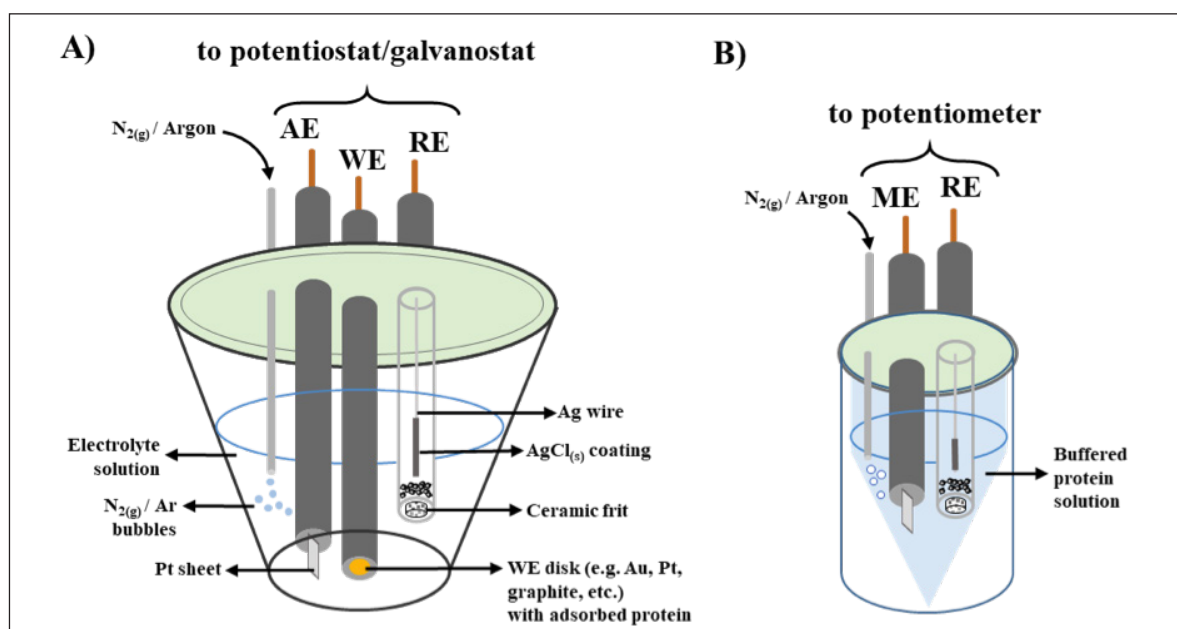 A)
to potentiostat/galvanostat
N2(g) / Argon
AE
WE
RE
Electrolyte
solution
N2(g) / Ar
bubbles
Pt sheet
Ag wire
AgCl(s) coating
Ceramic frit
WE disk (e.g. Au, Pt,
graphite, etc.)
with adsorbed protein
B)
to potentiometer
N2(g) / Argon
ME
RE
Buffered
protein
solution